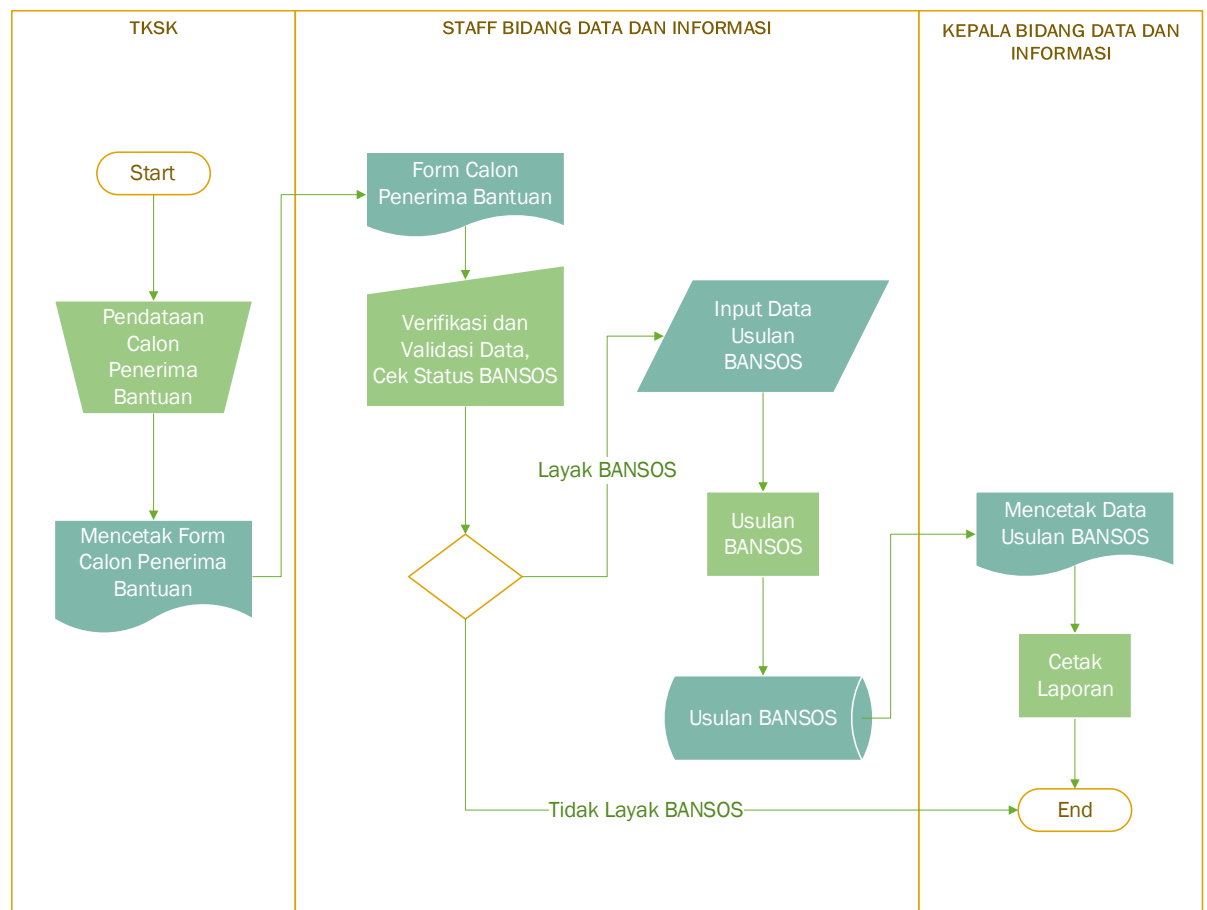 TKSK
STAFF BIDANG DATA DAN INFORMASI
KEPALA BIDANG DATA DAN
INFORMASI
Start
Pendataan
Calon
Penerima
Bantuan
Mencetak Form
Calon Penerima
Bantuan
Form Calon
Penerima Bantuan
Verifikasi dan
Validasi Data,
Cek Status BANSOS
Layak BANSOS
Input Data
Usulan
BANSOS
Usulan
BANSOS
Usulan BANSOS
Tidak Layak BANSOS
Mencetak Data
Usulan BANSOS
Cetak
Laporan
End